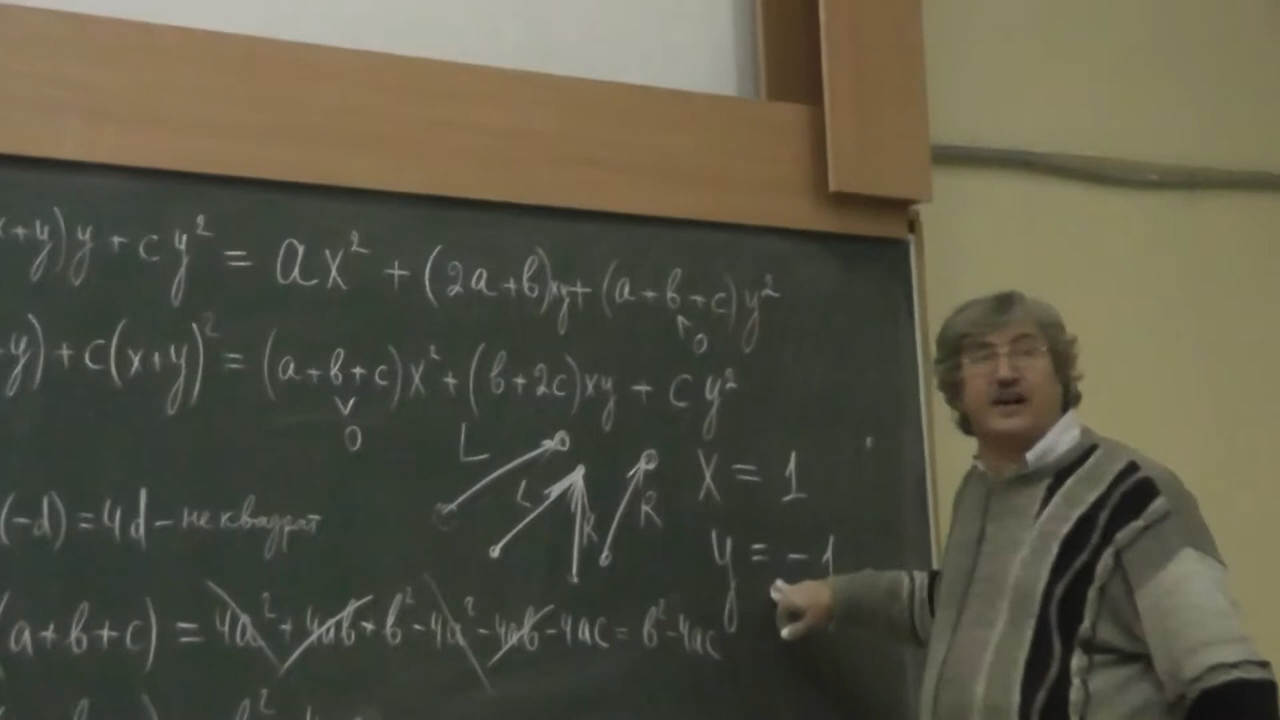 x+y)y + cy² = ax² + (2a+b)xy + (a+b+c)y²
0
y) + c(x+y)² = (a+b+c)x² + (b+2c)xy + cy²
v
0
L
L
R
R
x = 1
(-d) = 4d - не квадрат
y = -1
(a+b+c) = 4a² + 4ab + b² - 4a² - 4ab - 4ac = b² - 4ac